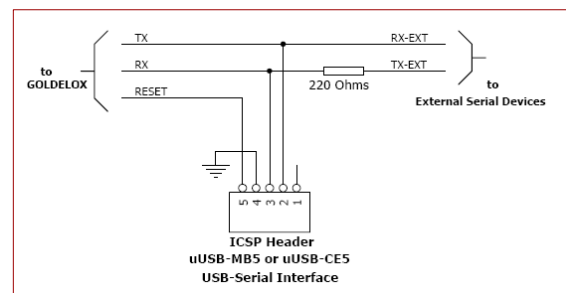 TX
RX-EXT
to
GOLDELOX
RX
TX-EXT
220 Ohms
to
External Serial Devices
RESET
5 4 3 2 1
ICSP Header
uUSB-MB5 or uUSB-CE5
USB-Serial Interface